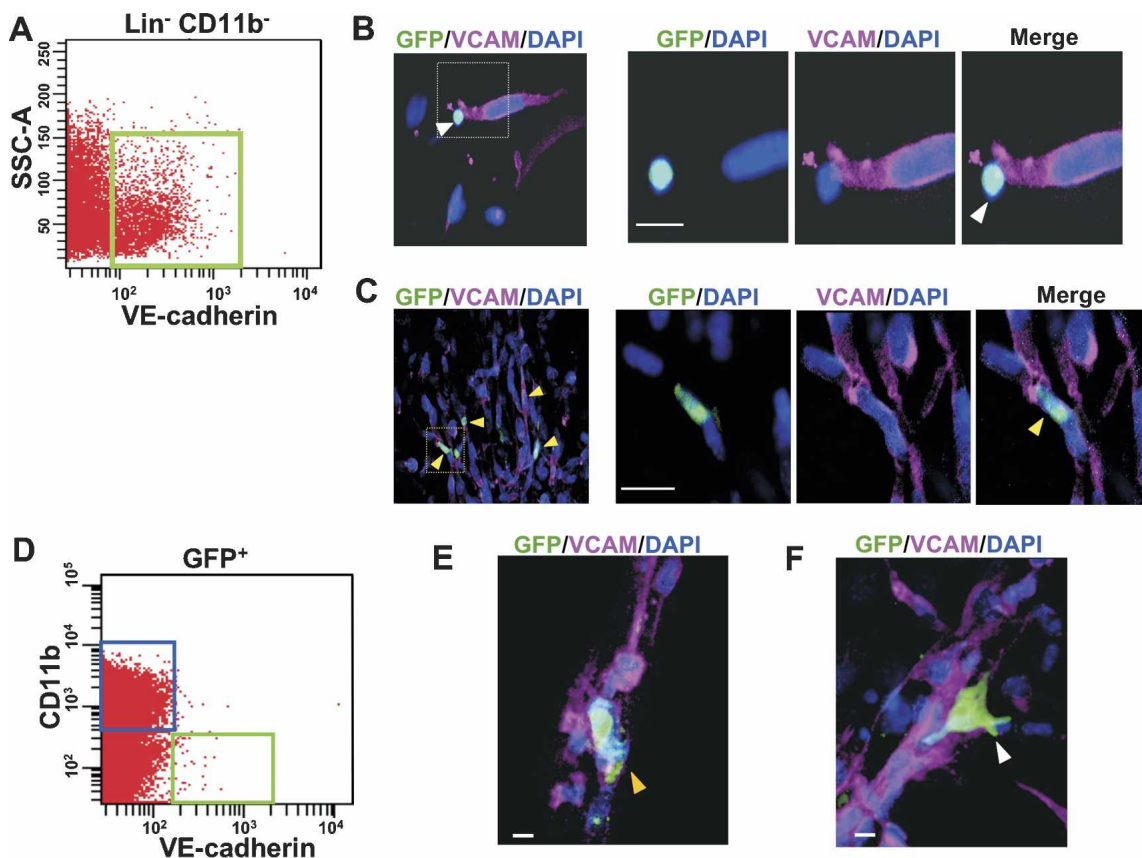 A
Lin- CD11b-
SSC-A
250
200
150
100
50
10²
10³
10⁴
VE-cadherin
B
GFP/VCAM/DAPI
GFP/DAPI
VCAM/DAPI
Merge
C
GFP/VCAM/DAPI
GFP/DAPI
VCAM/DAPI
Merge
D
GFP+
CD11b
10⁵
10⁴
10³
10²
10²
10³
10⁴
VE-cadherin
E
GFP/VCAM/DAPI
F
GFP/VCAM/DAPI